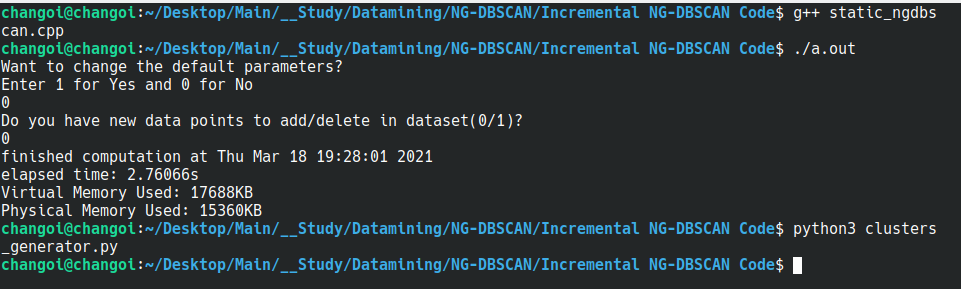 changoi@changoi:~/Desktop/Main/__Study/Datamining/NG-DBSCAN/Incremental NG-DBSCAN Code$ g++ static_ngdbs
can.cpp
changoi@changoi:~/Desktop/Main/__Study/Datamining/NG-DBSCAN/Incremental NG-DBSCAN Code$ ./a.out
Want to change the default parameters?
Enter 1 for Yes and 0 for No
0
Do you have new data points to add/delete in dataset(0/1)?
0
finished computation at Thu Mar 18 19:28:01 2021
elapsed time: 2.76066s
Virtual Memory Used: 17688KB
Physical Memory Used: 15360KB
changoi@changoi:~/Desktop/Main/__Study/Datamining/NG-DBSCAN/Incremental NG-DBSCAN Code$ python3 clusters
_generator.py
changoi@changoi:~/Desktop/Main/__Study/Datamining/NG-DBSCAN/Incremental NG-DBSCAN Code$